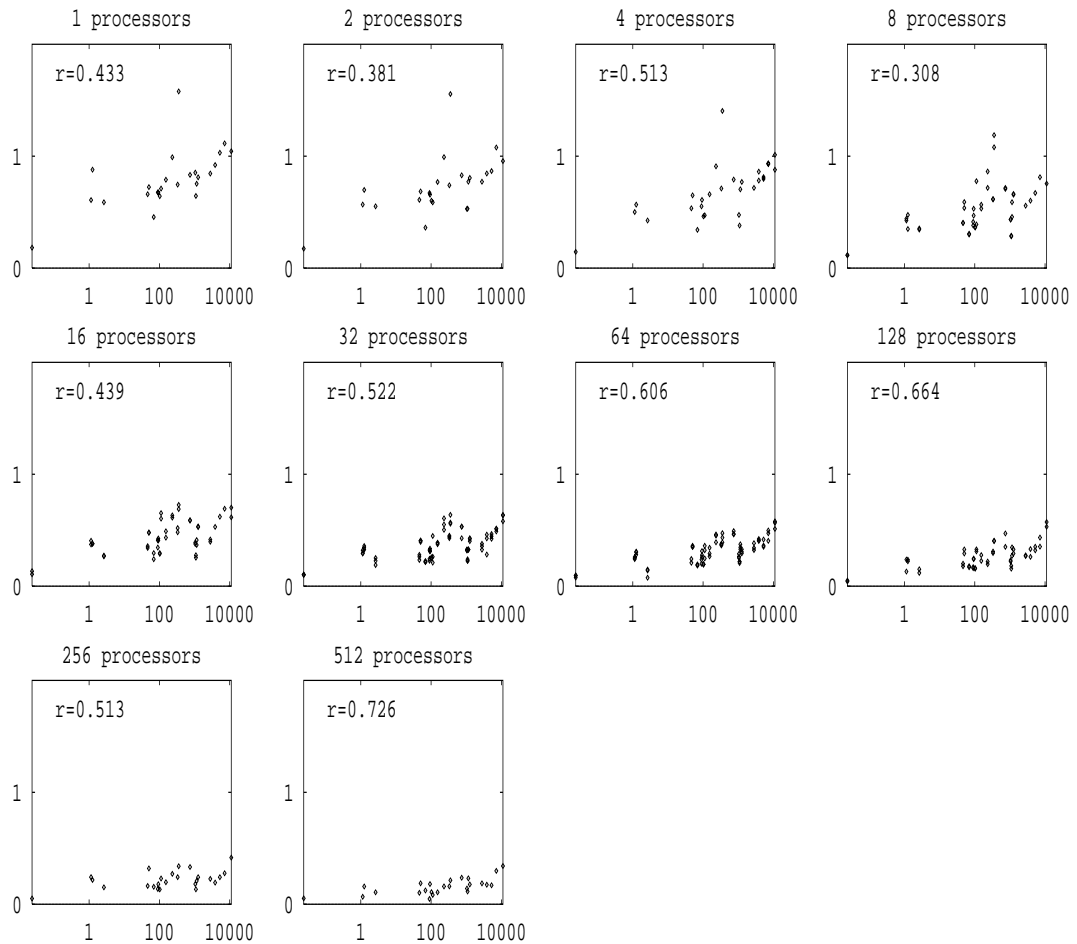 1 processors
2 processors
4 processors
8 processors
r=0.433
r=0.381
r=0.513
r=0.308
1
1
1
1
0
0
0
0
1 100 10000
1 100 10000
1 100 10000
1 100 10000
16 processors
32 processors
64 processors
128 processors
r=0.439
r=0.522
r=0.606
r=0.664
1
1
1
1
0
0
0
0
1 100 10000
1 100 10000
1 100 10000
1 100 10000
256 processors
512 processors
r=0.513
r=0.726
1
1
0
0
1 100 10000
1 100 10000